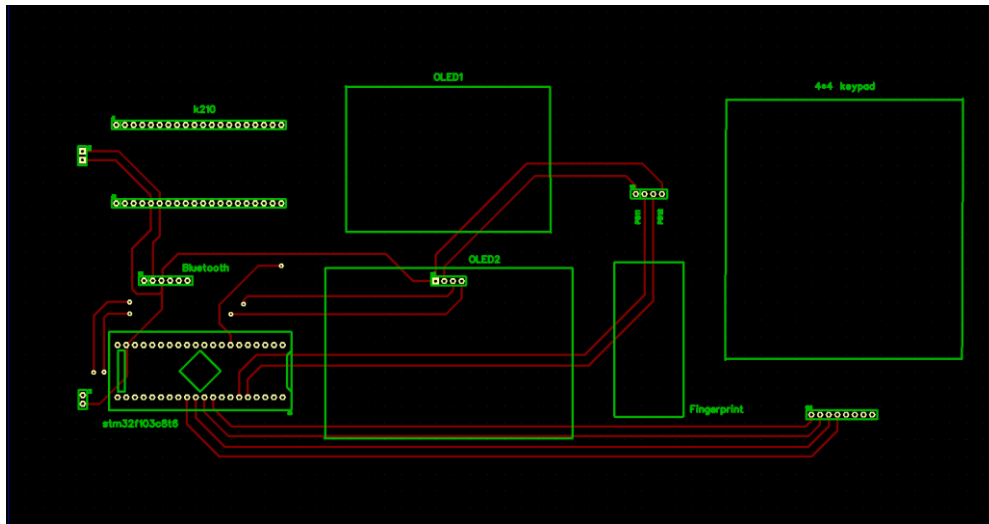 OLED1
4*4 keypad
k210
OLED2
Bluetooth
Fingerprint
stm32f103c8t6